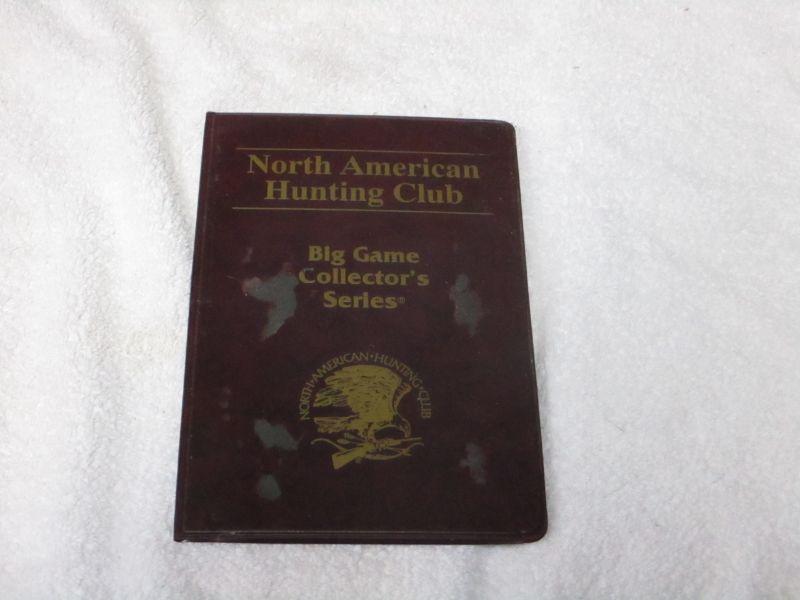 North American
Hunting Club
Big Game
Collector's
Series®
NORTH•AMERICAN•HUNTING•CLUB